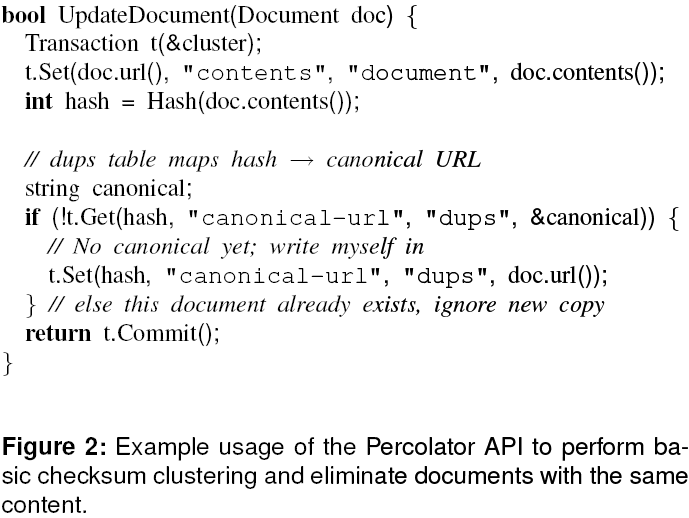 bool UpdateDocument(Document doc) {
Transaction t(&cluster);
t.Set(doc.url(), "contents", "document", doc.contents());
int hash = Hash(doc.contents());
// dups table maps hash → canonical URL
string canonical;
if (!t.Get(hash, "canonical-url", "dups", &canonical)) {
// No canonical yet; write myself in
t.Set(hash, "canonical-url", "dups", doc.url());
} // else this document already exists, ignore new copy
return t.Commit();
}
Figure 2: Example usage of the Percolator API to perform ba-
sic checksum clustering and eliminate documents with the same
content.